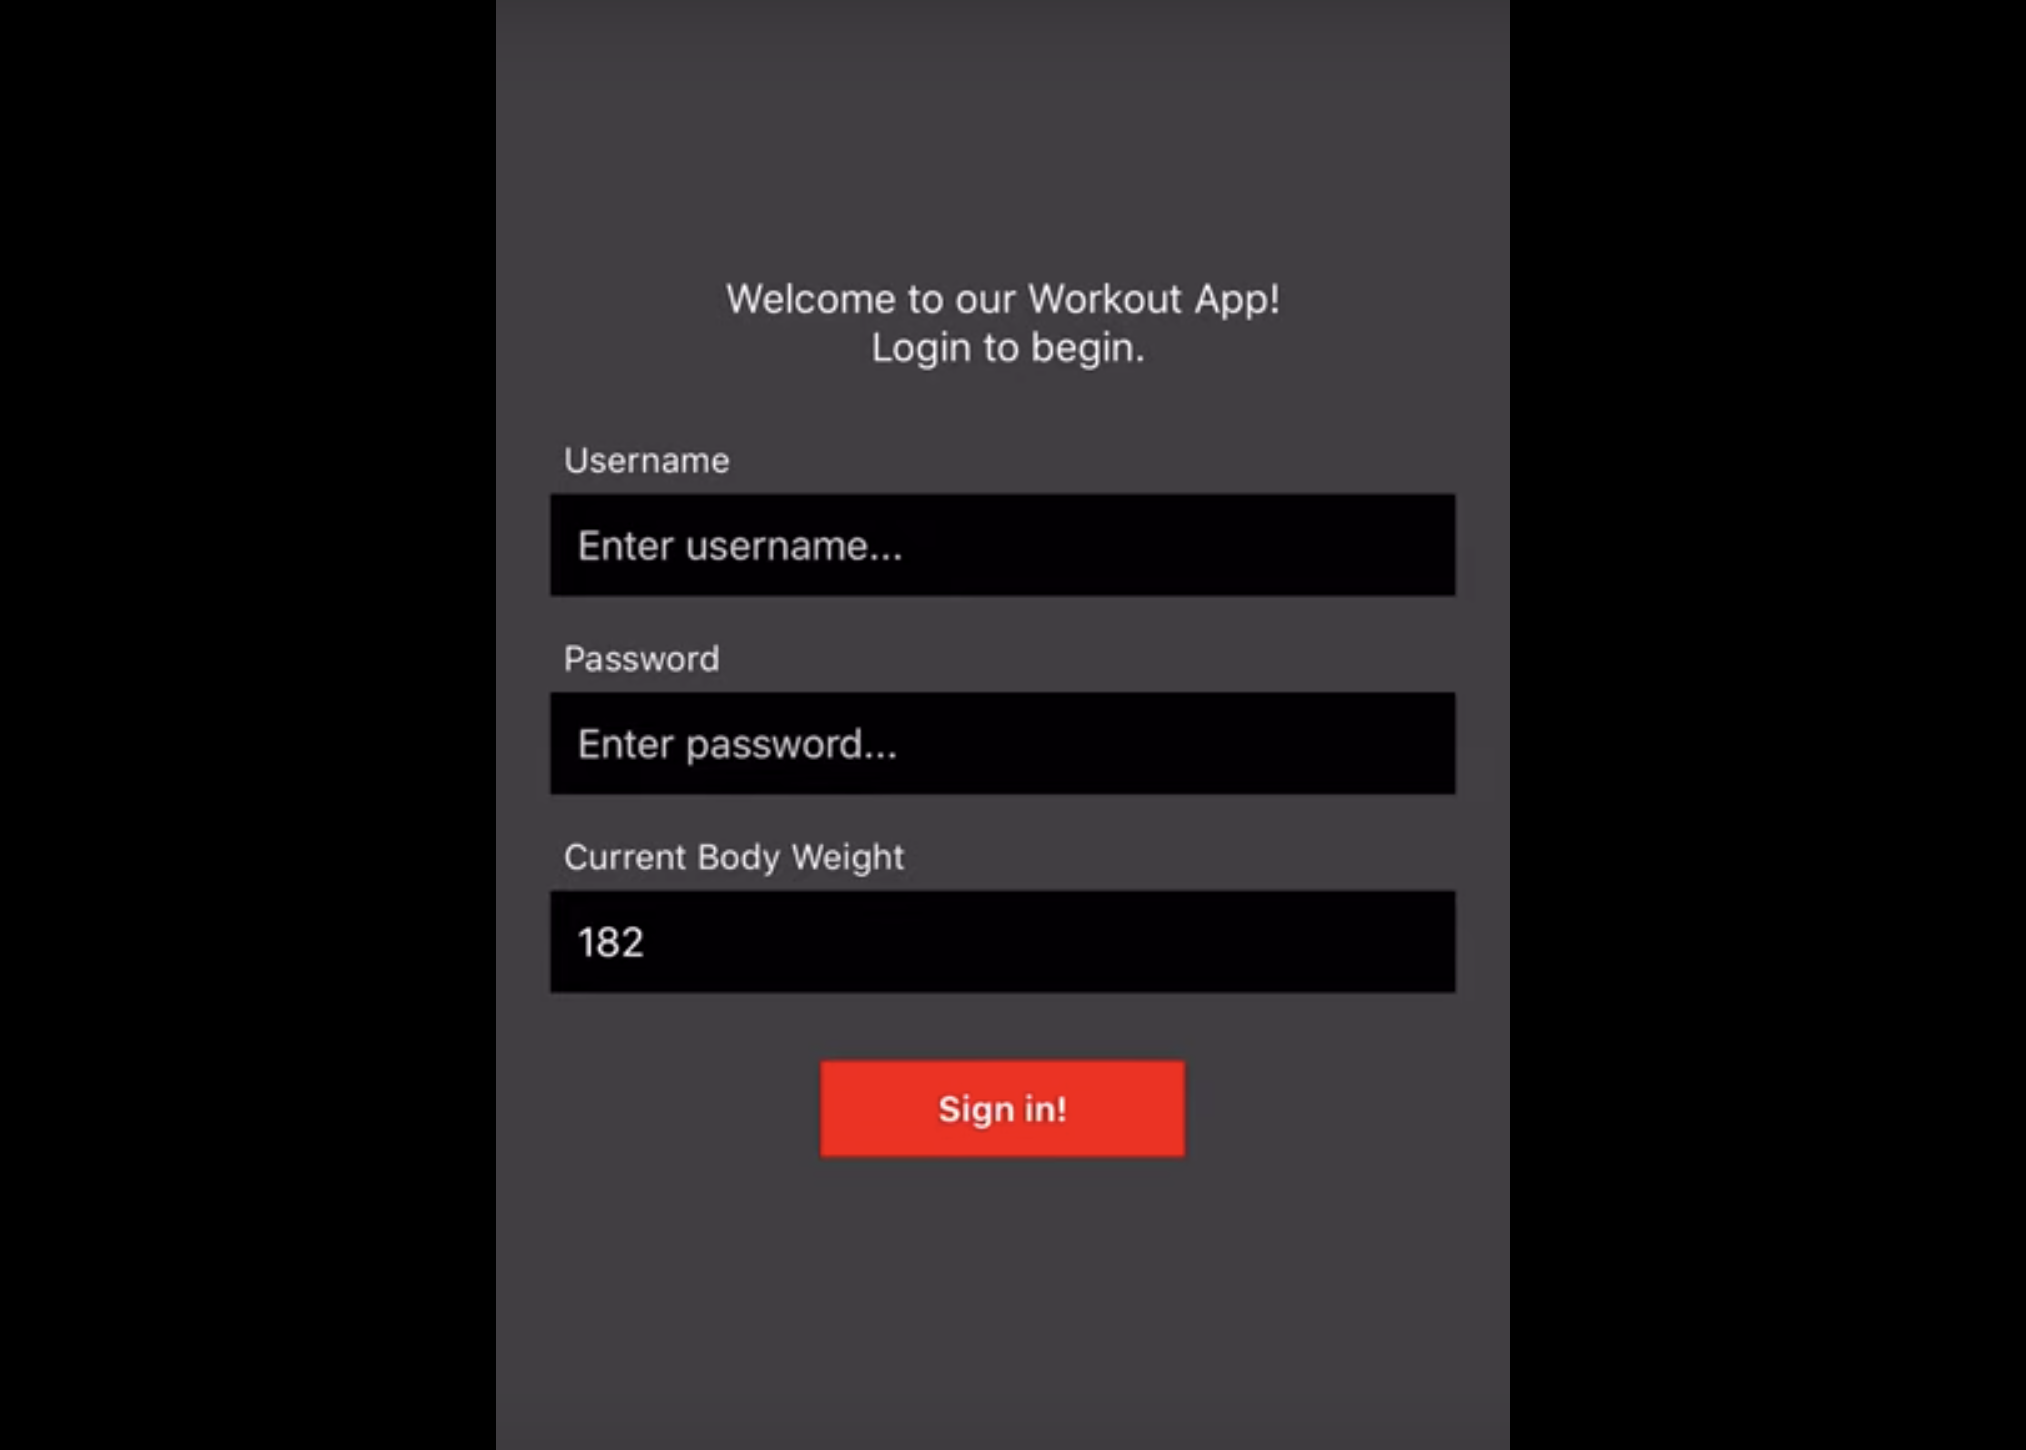 Welcome to our Workout App!
Login to begin.
Username
Enter username...
Password
Enter password...
Current Body Weight
182
Sign in!